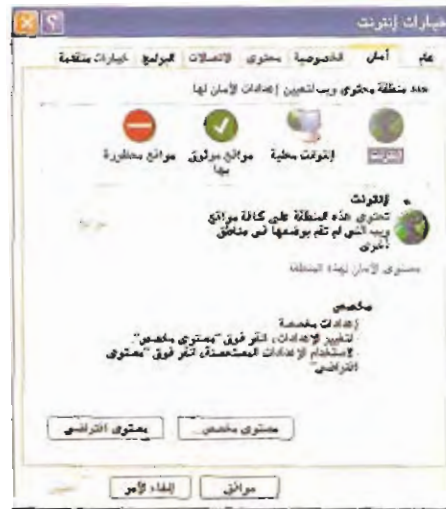 خيارات إنترنت
عام أمان الخصوصية محتوى الاتصالات البرامج خيارات متقدمة
حدد منطقة محتوى ويب لتعيين إعدادات الأمان لها
إنترنت إنترانت محلية مواقع موثوق بها مواقع محظورة
إنترنت
تحتوي هذه المنطقة على كافة مواقع
ويب التي لم تقم بوضعها في مناطق
أخرى
مستوى الأمان لهذه المنطقة
مخصص
إعدادات مخصصة
- لتغيير الإعدادات، انقر فوق "مستوى مخصص".
- لاستخدام الإعدادات المستحسنة، انقر فوق "مستوى
افتراضي"
مستوى مخصص... مستوى افتراضي
موافق إلغاء الأمر